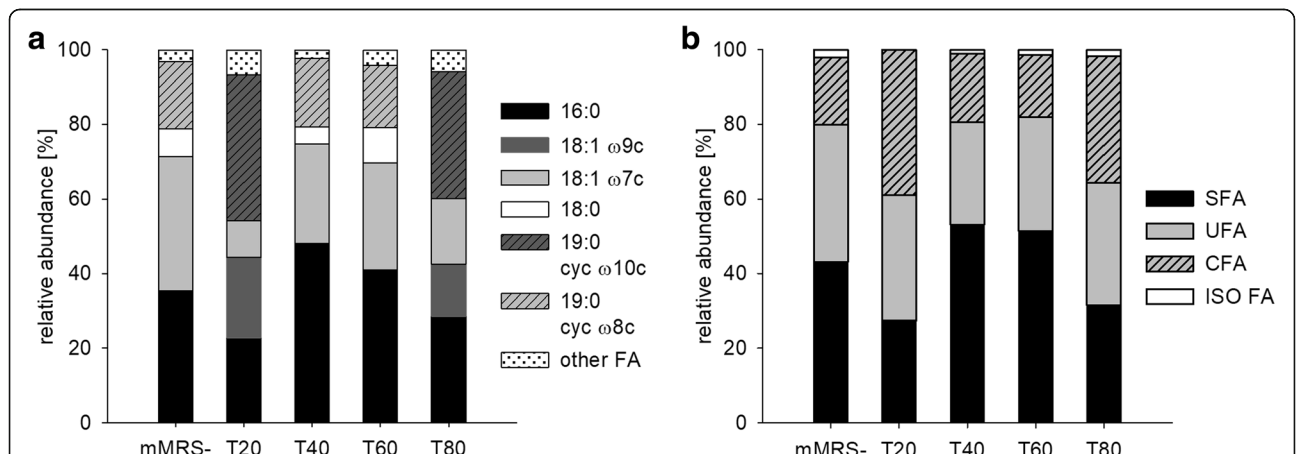 a
100
80
60
40
20
0
relative abundance [%]
mMRS- T20 T40 T60 T80
16:0
18:1 ω9c
18:1 ω7c
18:0
19:0
cyc ω10c
19:0
cyc ω8c
other FA
b
100
80
60
40
20
0
relative abundance [%]
mMRS- T20 T40 T60 T80
SFA
UFA
CFA
ISO FA